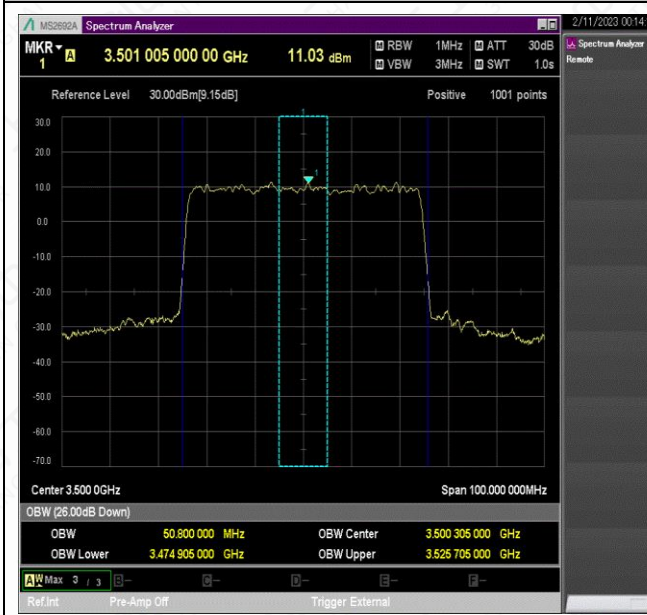 MS2692A Spectrum Analyzer
2/11/2023 00:14:
MKR 1 A 3.501 005 000 00 GHz 11.03 dBm
M RBW 1MHz M ATT 30dB
M VBW 3MHz M SWT 1.0s
Spectrum Analyzer
Remote
Reference Level 30.00dBm[9.15dB] Positive 1001 points
1
30.0
20.0
10.0
1
0.0
-10.0
-20.0
-30.0
-40.0
-50.0
-60.0
-70.0
Center 3.500 0GHz Span 100.000 000MHz
OBW (26.00dB Down)
OBW 50.800 000 MHz OBW Center 3.500 305 000 GHz
OBW Lower 3.474 905 000 GHz OBW Upper 3.525 705 000 GHz
A W Max 3 / 3 B- C- D- E- F-
Ref.Int Pre-Amp Off Trigger External